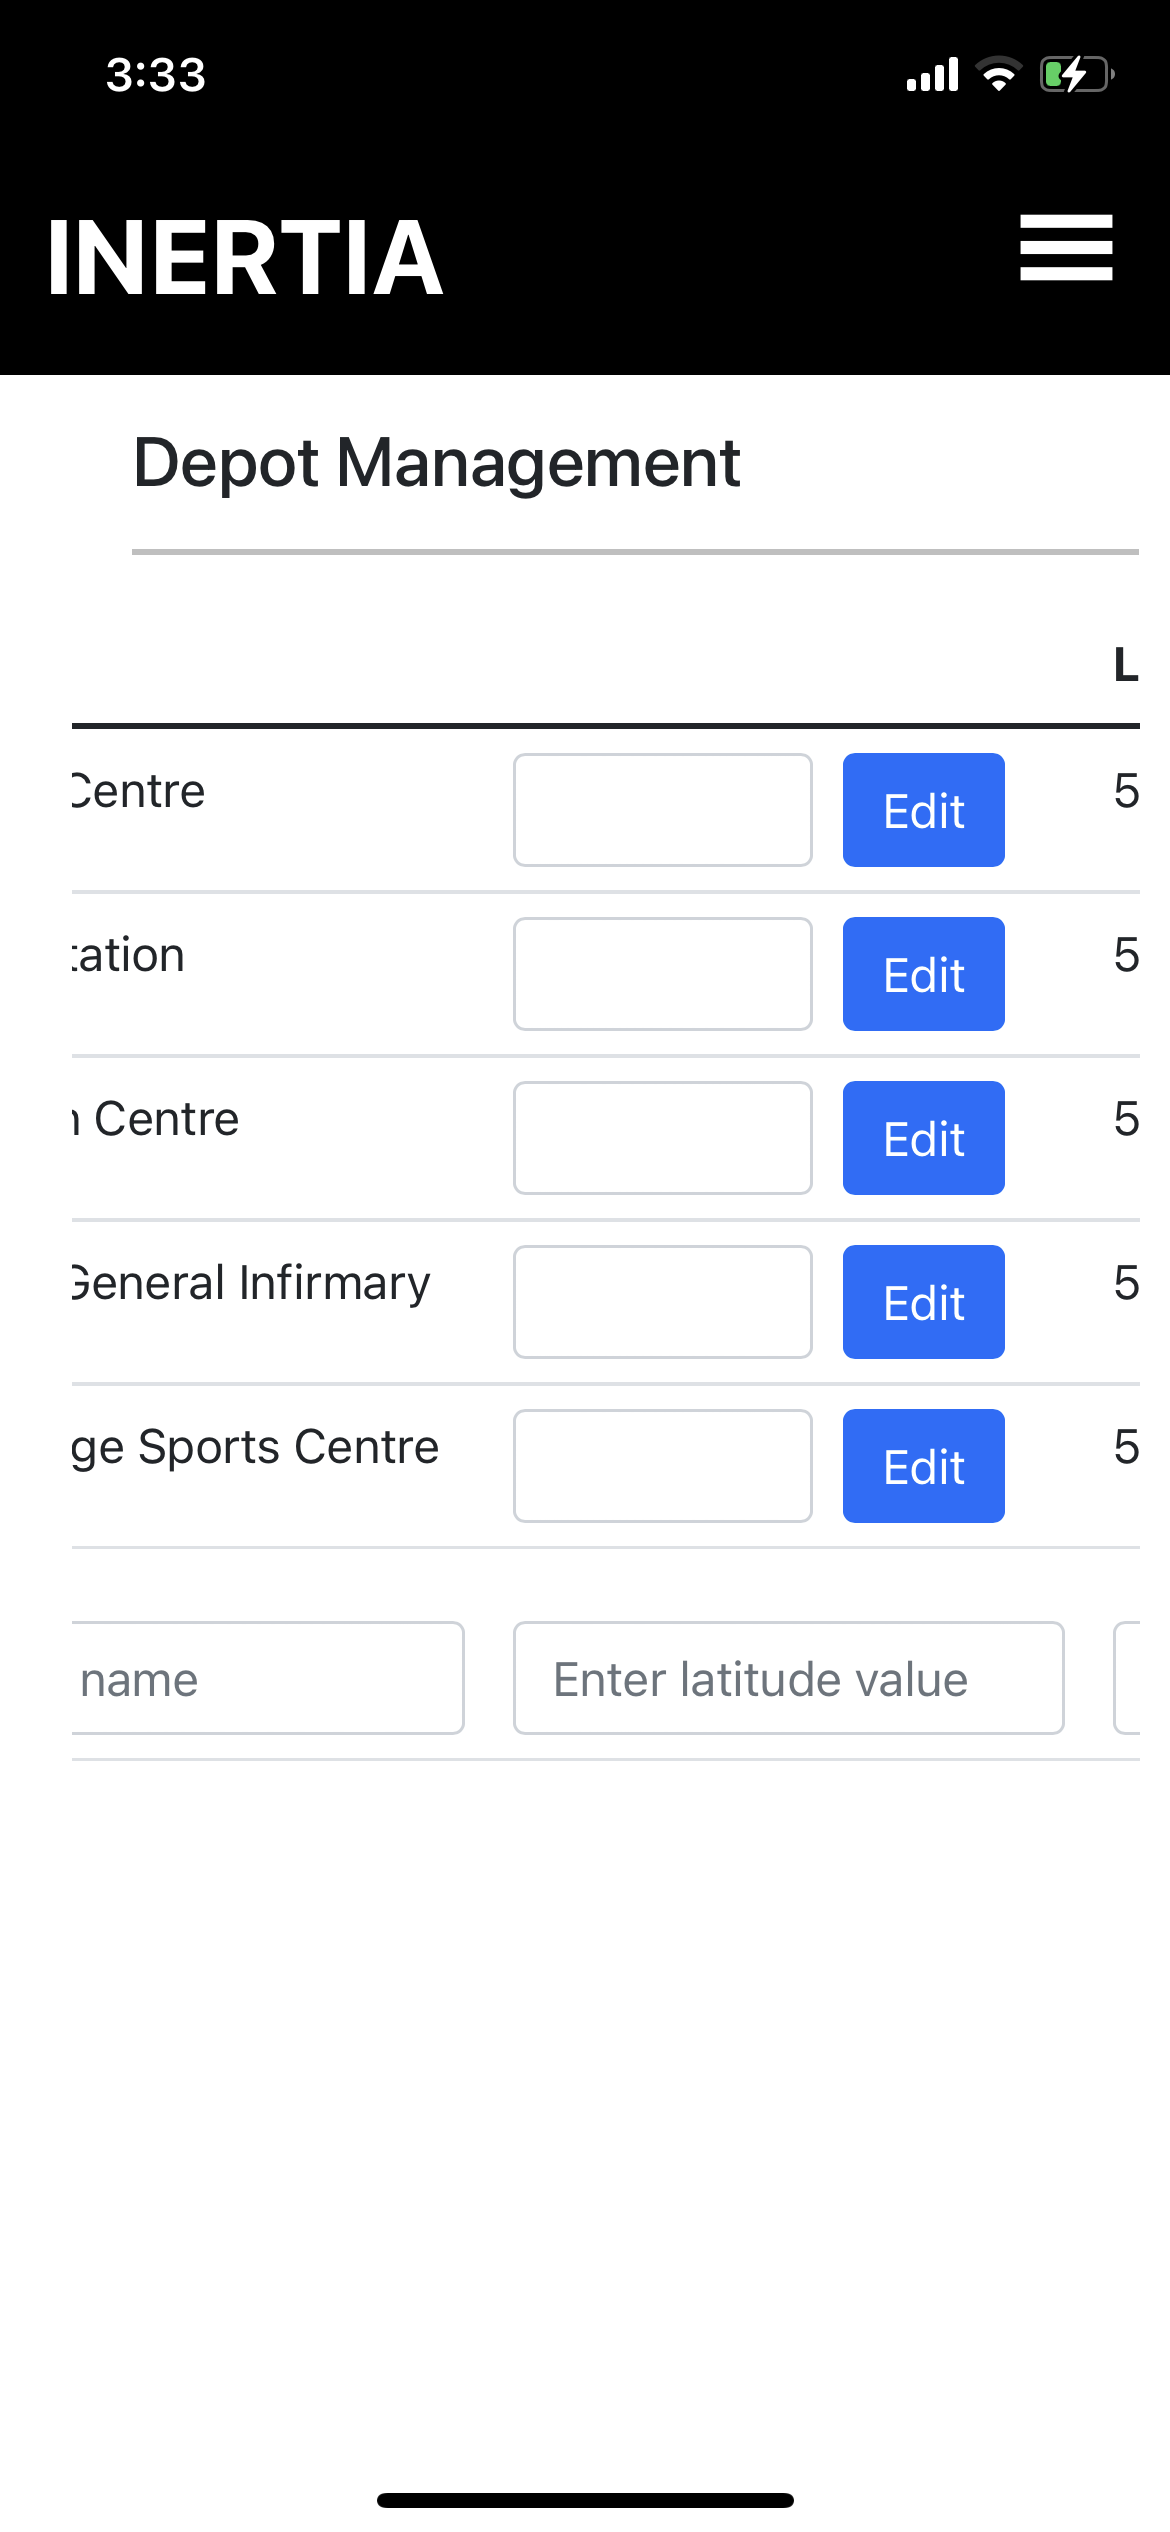 3:33
INERTIA
Depot Management
L
Centre
Edit
5
tation
Edit
5
n Centre
Edit
5
General Infirmary
Edit
5
ge Sports Centre
Edit
5
name
Enter latitude value